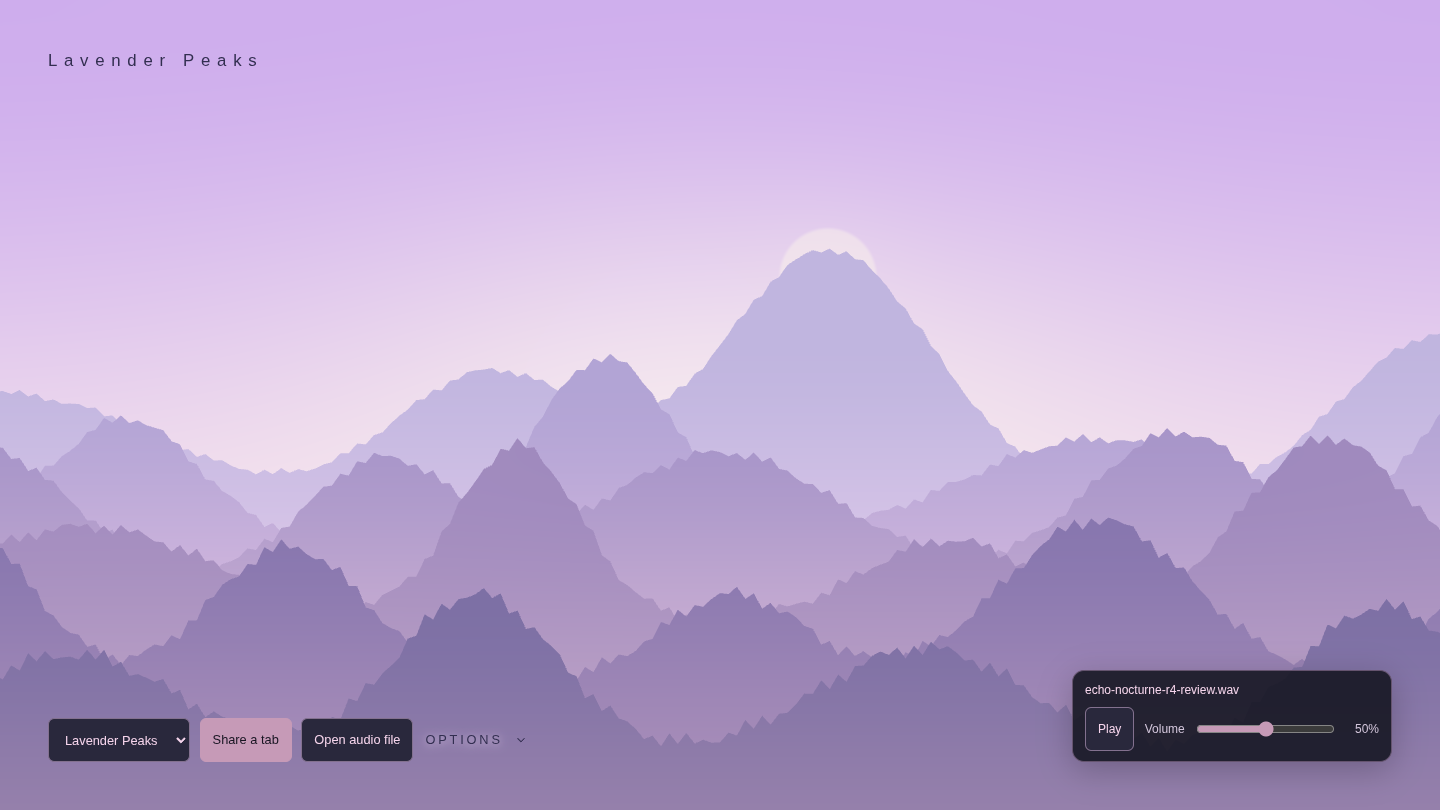 Lavender Peaks
echo-nocturne-r4-review.wav
Play Volume 50%
Lavender Peaks Share a tab Open audio file OPTIONS